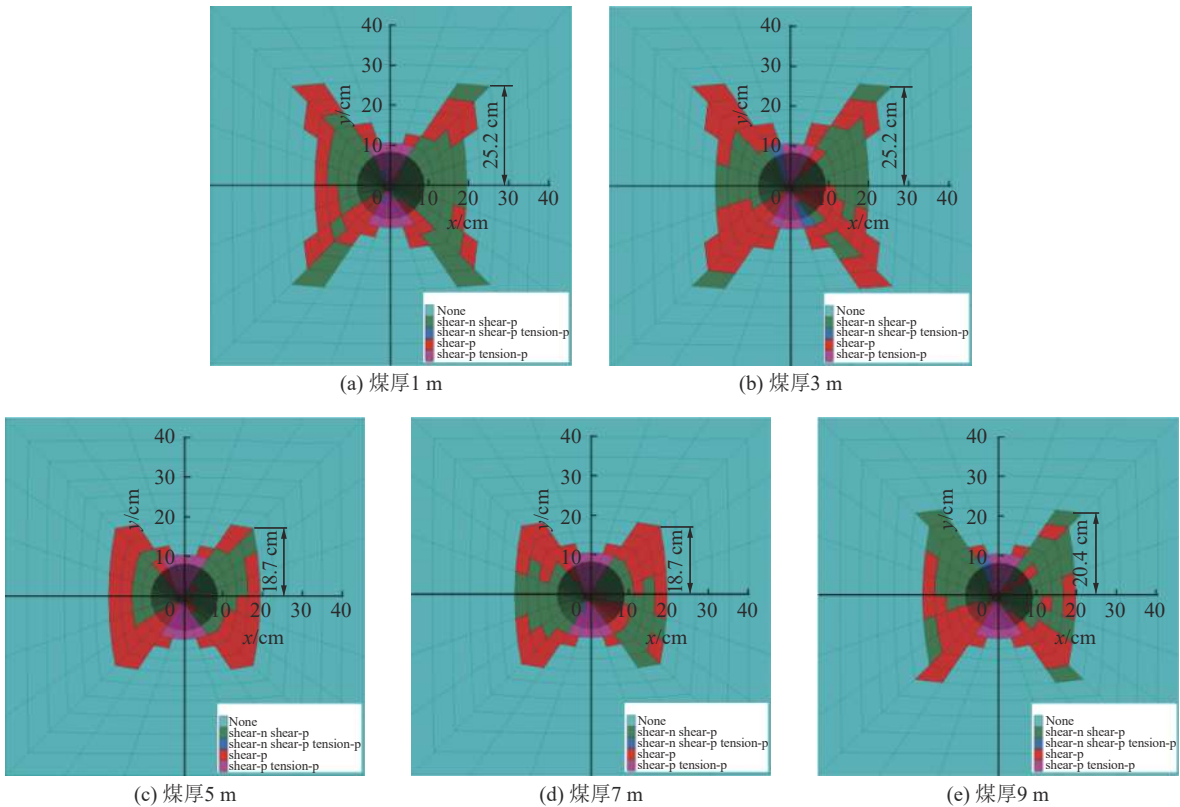 40
30
20
10
0
10
20
30
40
y/cm
x/cm
25.2 cm
None
shear-n shear-p
shear-n shear-p tension-p
shear-p
shear-p tension-p
(a) 煤厚1 m
40
30
20
10
0
10
20
30
40
y/cm
x/cm
25.2 cm
None
shear-n shear-p
shear-n shear-p tension-p
shear-p
shear-p tension-p
(b) 煤厚3 m
40
30
20
10
0
10
20
30
40
y/cm
x/cm
18.7 cm
None
shear-n shear-p
shear-n shear-p tension-p
shear-p
shear-p tension-p
(c) 煤厚5 m
40
30
20
10
0
10
20
30
40
y/cm
x/cm
18.7 cm
None
shear-n shear-p
shear-n shear-p tension-p
shear-p
shear-p tension-p
(d) 煤厚7 m
40
30
20
10
0
10
20
30
40
y/cm
x/cm
20.4 cm
None
shear-n shear-p
shear-n shear-p tension-p
shear-p
shear-p tension-p
(e) 煤厚9 m